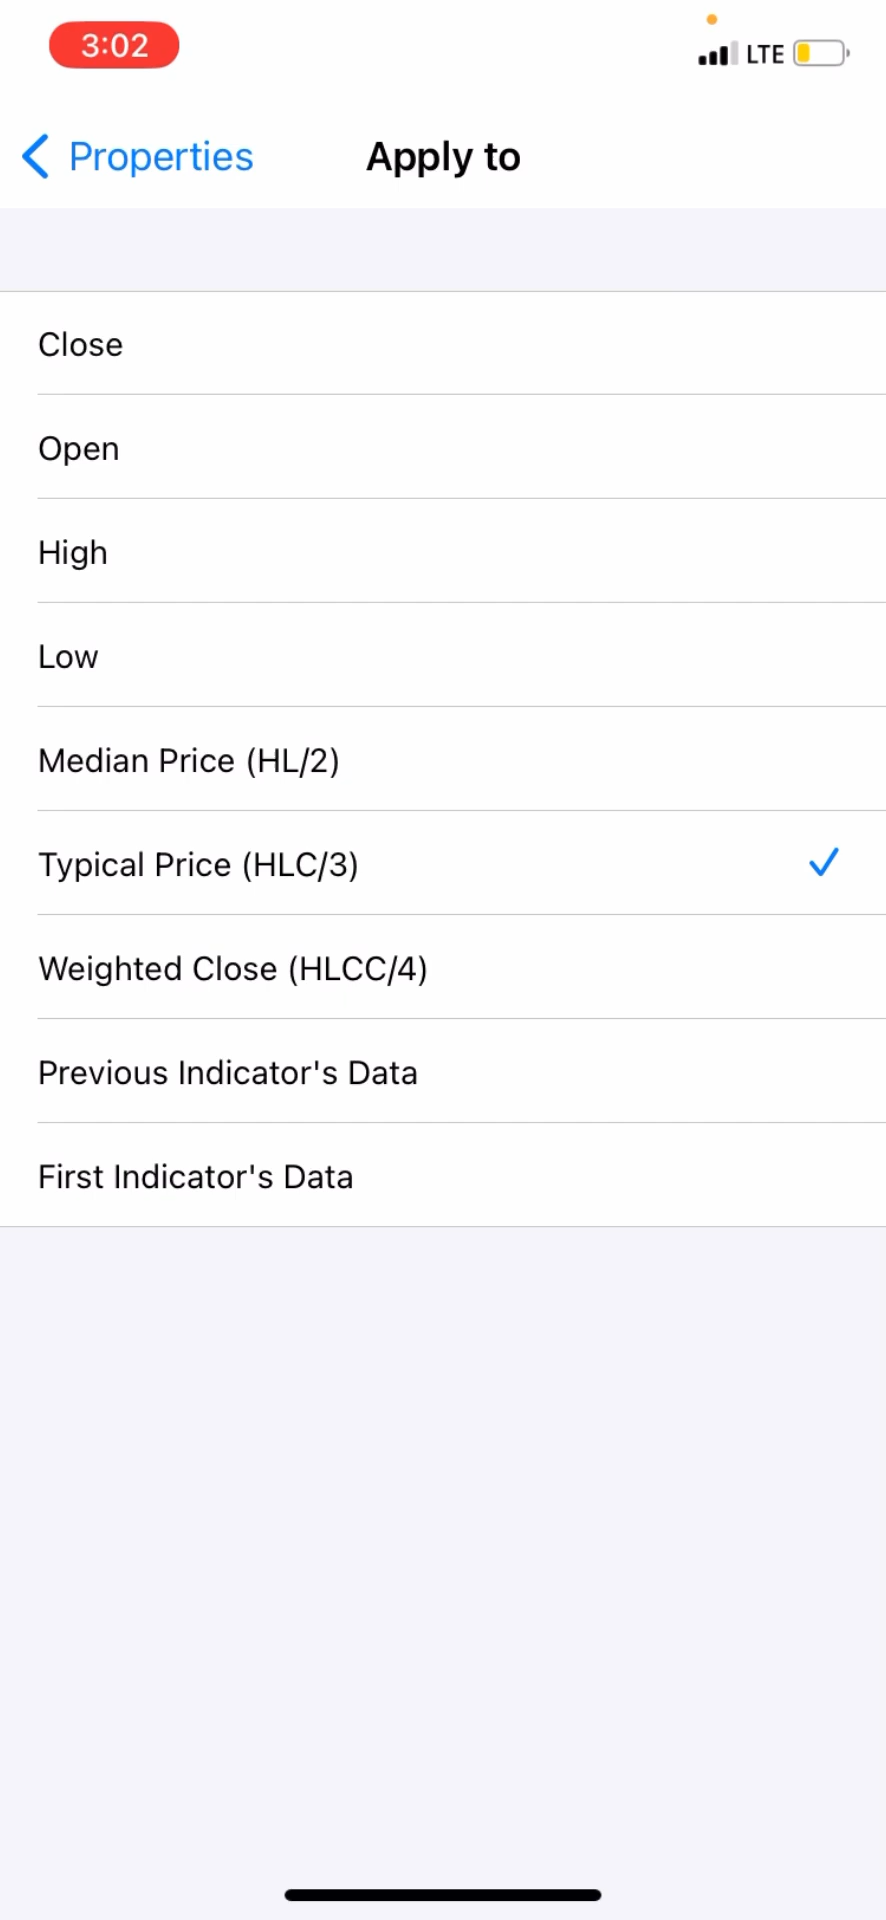 3:02
LTE
Properties
Apply to
Close
Open
High
Low
Median Price (HL/2)
Typical Price (HLC/3)
Weighted Close (HLCC/4)
Previous Indicator's Data
First Indicator's Data